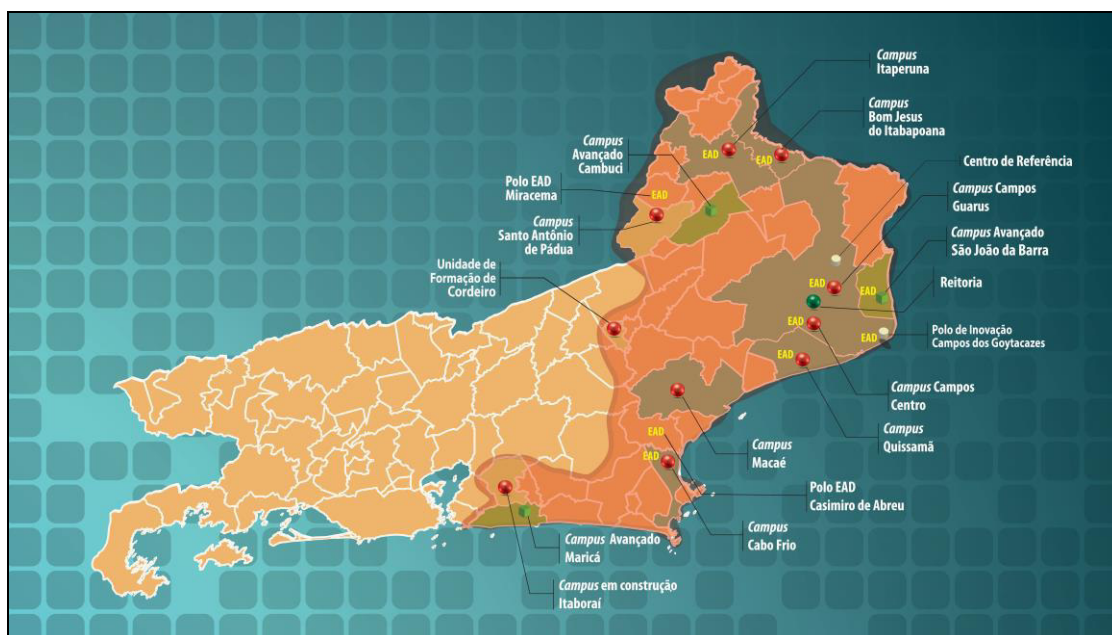 Campus
Itaperuna
Campus
Bom Jesus
do Itabapoana
Campus
Avançado
Cambuci
Centro de Referência
Polo EAD
Miracema
Campus Campos
Guarus
Campus
Santo Antônio
de Pádua
Campus Avançado
São João da Barra
Unidade de
Formação de
Cordeiro
Reitoria
Polo de Inovação
Campos dos Goytacazes
Campus Campos
Centro
Campus
Quissamã
Campus
Macaé
Polo EAD
Casimiro de Abreu
Campus
Cabo Frio
Campus Avançado
Maricá
Campus em construção
Itaboraí
EAD
EAD
EAD
EAD
EAD
EAD
EAD
EAD
EAD